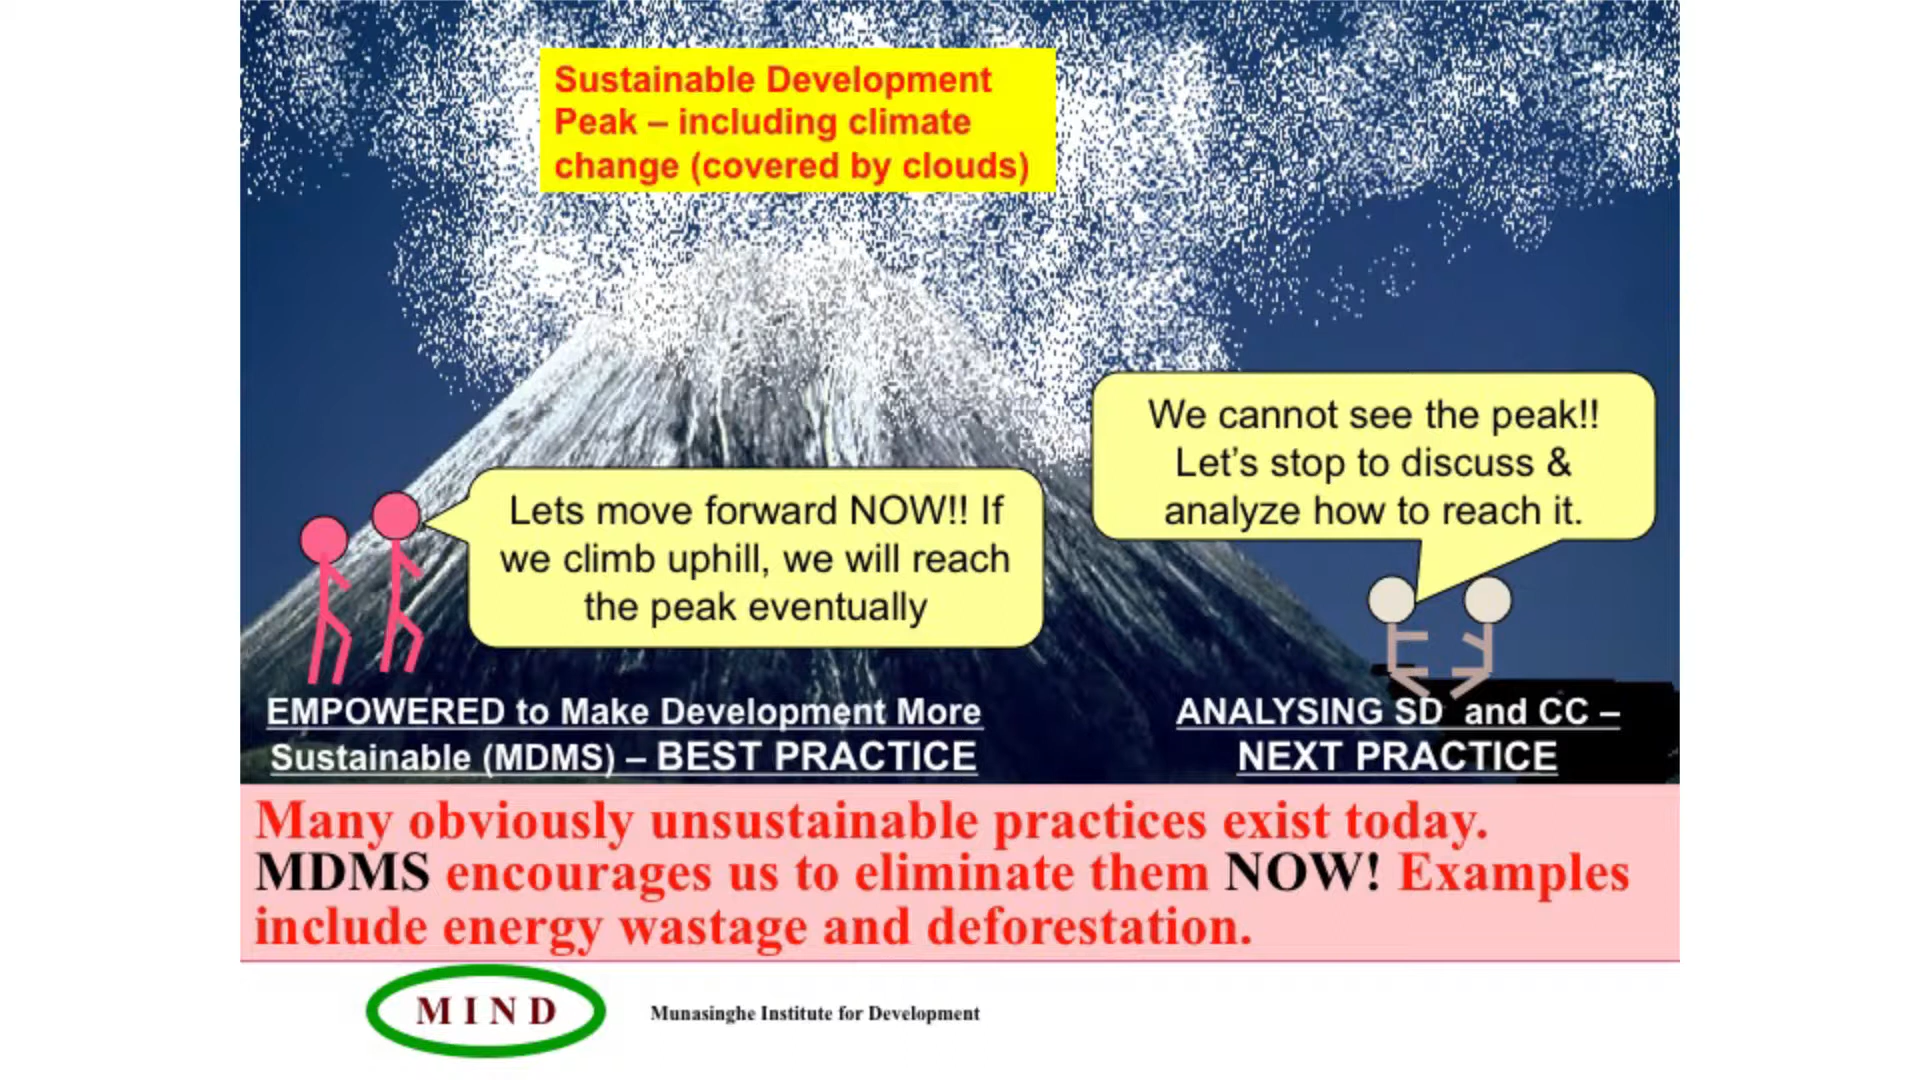 Sustainable Development
Peak – including climate
change (covered by clouds)
We cannot see the peak!!
Let's stop to discuss &
analyze how to reach it.
Lets move forward NOW!! If
we climb uphill, we will reach
the peak eventually
EMPOWERED to Make Development More
Sustainable (MDMS) – BEST PRACTICE
ANALYSING SD and CC –
NEXT PRACTICE
Many obviously unsustainable practices exist today.
MDMS encourages us to eliminate them NOW! Examples
include energy wastage and deforestation.
MIND
Munasinghe Institute for Development